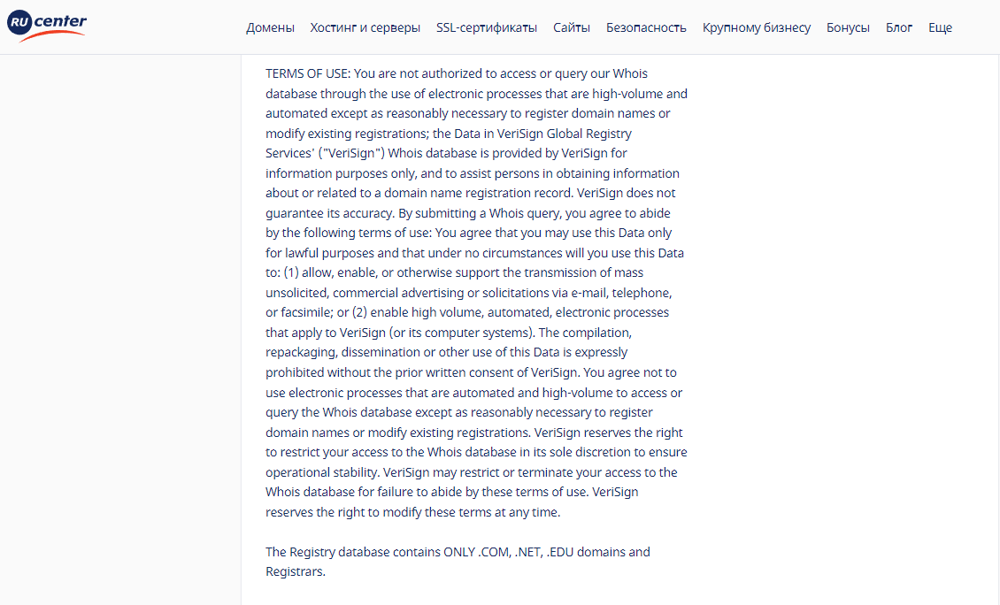 RU center
Домены Хостинг и серверы SSL-сертификаты Сайты Безопасность Крупному бизнесу Бонусы Блог Еще
TERMS OF USE: You are not authorized to access or query our Whois
database through the use of electronic processes that are high-volume and
automated except as reasonably necessary to register domain names or
modify existing registrations; the Data in VeriSign Global Registry
Services' ("VeriSign") Whois database is provided by VeriSign for
information purposes only, and to assist persons in obtaining information
about or related to a domain name registration record. VeriSign does not
guarantee its accuracy. By submitting a Whois query, you agree to abide
by the following terms of use: You agree that you may use this Data only
for lawful purposes and that under no circumstances will you use this Data
to: (1) allow, enable, or otherwise support the transmission of mass
unsolicited, commercial advertising or solicitations via e-mail, telephone,
or facsimile; or (2) enable high volume, automated, electronic processes
that apply to VeriSign (or its computer systems). The compilation,
repackaging, dissemination or other use of this Data is expressly
prohibited without the prior written consent of VeriSign. You agree not to
use electronic processes that are automated and high-volume to access or
query the Whois database except as reasonably necessary to register
domain names or modify existing registrations. VeriSign reserves the right
to restrict your access to the Whois database in its sole discretion to ensure
operational stability. VeriSign may restrict or terminate your access to the
Whois database for failure to abide by these terms of use. VeriSign
reserves the right to modify these terms at any time.
The Registry database contains ONLY .COM, .NET, .EDU domains and
Registrars.